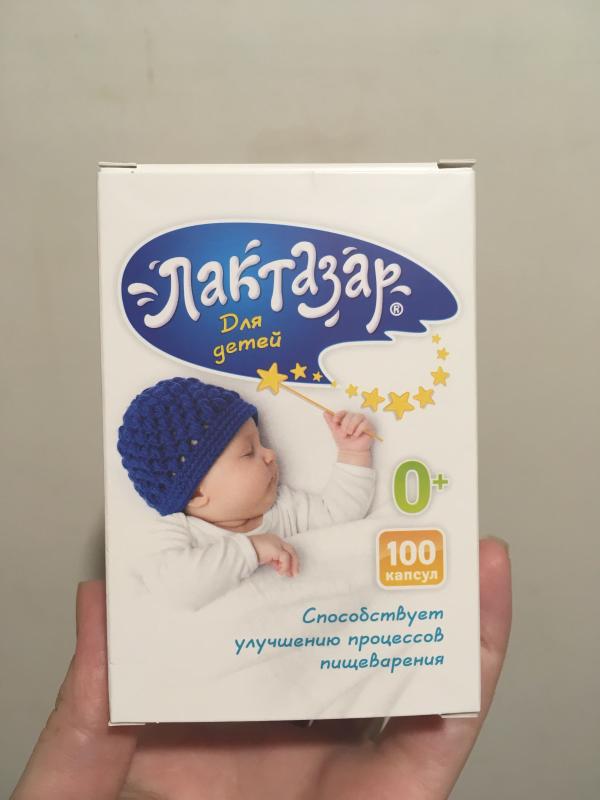 Лактазар®
Для
детей
0+
100
капсул
Способствует
улучшению процессов
пищеварения